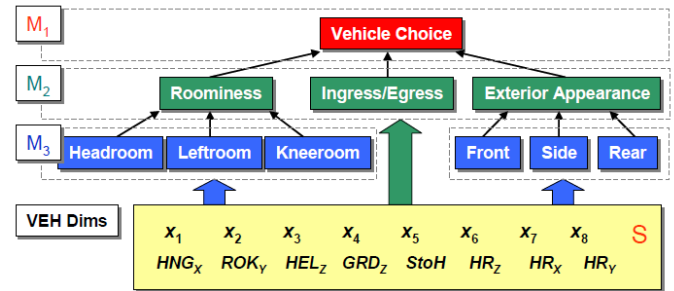 M1 Vehicle Choice
M2 Roominess Ingress/Egress Exterior Appearance
M3 Headroom Leftroom Kneeroom Front Side Rear
VEH Dims x1 x2 x3 x4 x5 x6 x7 x8 S
HNGX ROKY HELZ GRDZ StoH HRZ HRX HRY